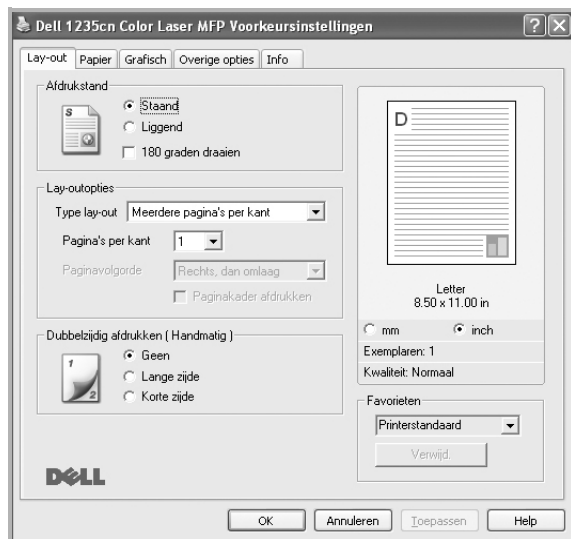 Dell 1235cn Color Laser MFP Voorkeursinstellingen
Lay-out Papier Grafisch Overige opties Info
Afdrukstand
S
Staand
Liggend
180 graden draaien
Lay-outopties
Type lay-out Meerdere pagina's per kant
Pagina's per kant 1
Paginavolgorde Rechts, dan omlaag
Paginakader afdrukken
Dubbelzijdig afdrukken ( Handmatig )
1
2
Geen
Lange zijde
Korte zijde
DELL
D
Letter
8.50 x 11.00 in
mm inch
Exemplaren: 1
Kwaliteit: Normaal
Favorieten
Printerstandaard
Verwijd.
OK Annuleren Toepassen Help